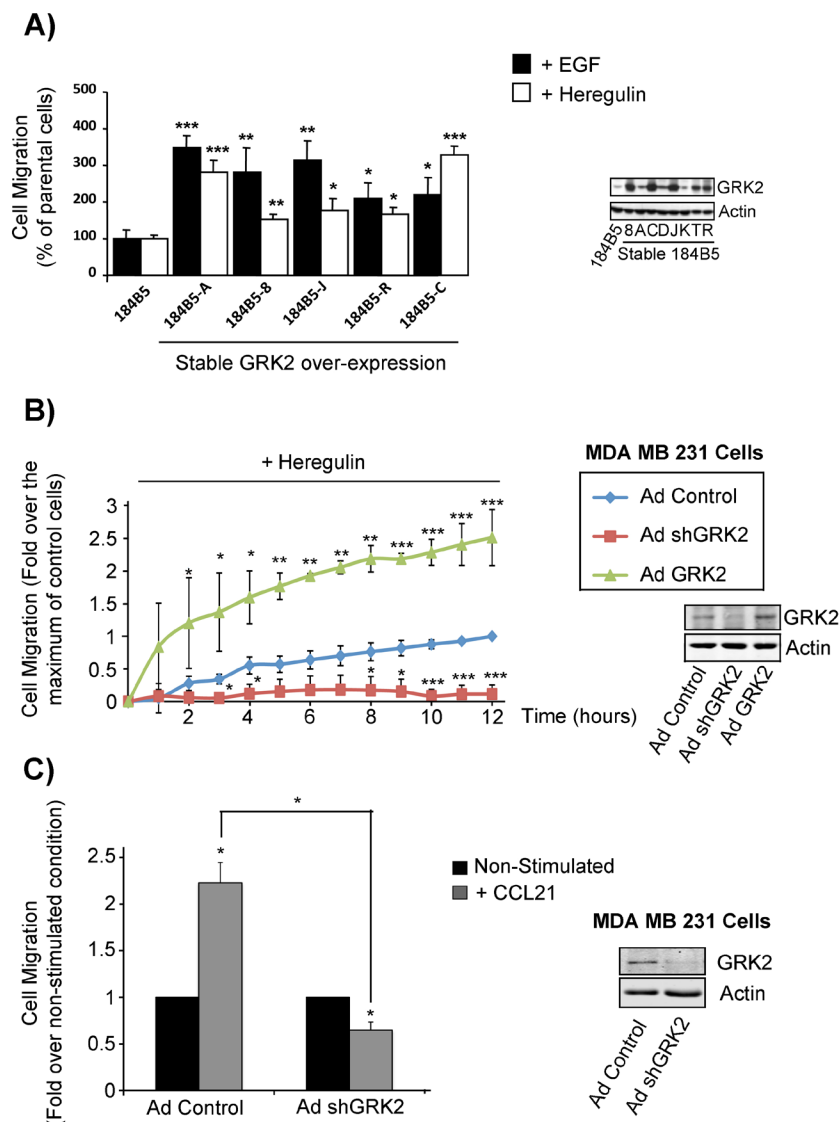 A)
+ EGF
+ Heregulin
Cell Migration
(% of parental cells)
500
400
300
200
100
0
*** *** ** ** ** * * * * ***
184B5 184B5-A 184B5-8 184B5-J 184B5-R 184B5-C
Stable GRK2 over-expression
GRK2
Actin
184B5 8ACDJKTR
Stable 184B5
B)
+ Heregulin
Cell Migration (Fold over the
maximum of control cells)
3
2.5
2
1.5
1
0.5
0
* * * ** ** ** ** *** *** *** ***
* * * * *** *** ***
2 4 6 8 10 12
Time (hours)
MDA MB 231 Cells
Ad Control
Ad shGRK2
Ad GRK2
GRK2
Actin
Ad Control
Ad shGRK2
Ad GRK2
C)
Cell Migration
(Fold over non-stimulated condition)
2.5
2
1.5
1
0.5
0
*
*
*
Ad Control Ad shGRK2
Non-Stimulated
+ CCL21
MDA MB 231 Cells
GRK2
Actin
Ad Control
Ad shGRK2